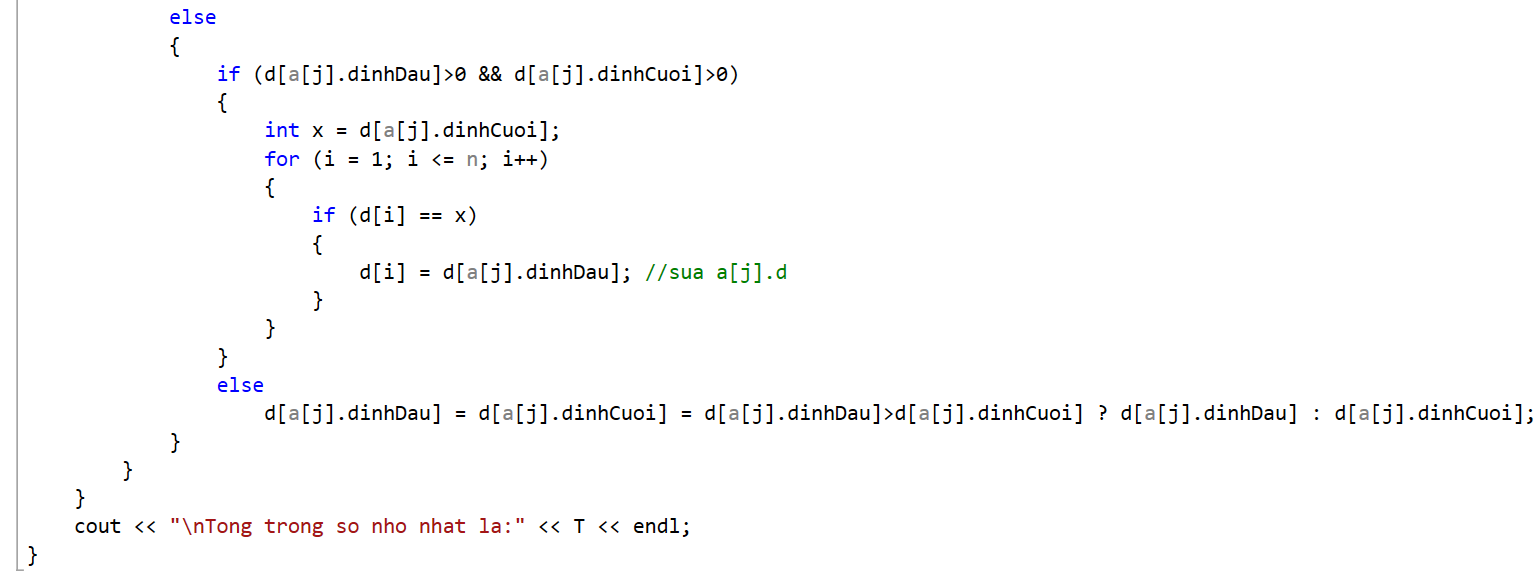 else
{
if (d[a[j].dinhDau]>0 && d[a[j].dinhCuoi]>0)
{
int x = d[a[j].dinhCuoi];
for (i = 1; i <= n; i++)
{
if (d[i] == x)
{
d[i] = d[a[j].dinhDau]; //sua a[j].d
}
}
}
else
d[a[j].dinhDau] = d[a[j].dinhCuoi] = d[a[j].dinhDau]>d[a[j].dinhCuoi] ? d[a[j].dinhDau] : d[a[j].dinhCuoi];
}
}
}
cout << "\nTong trong so nho nhat la:" << T << endl;
}